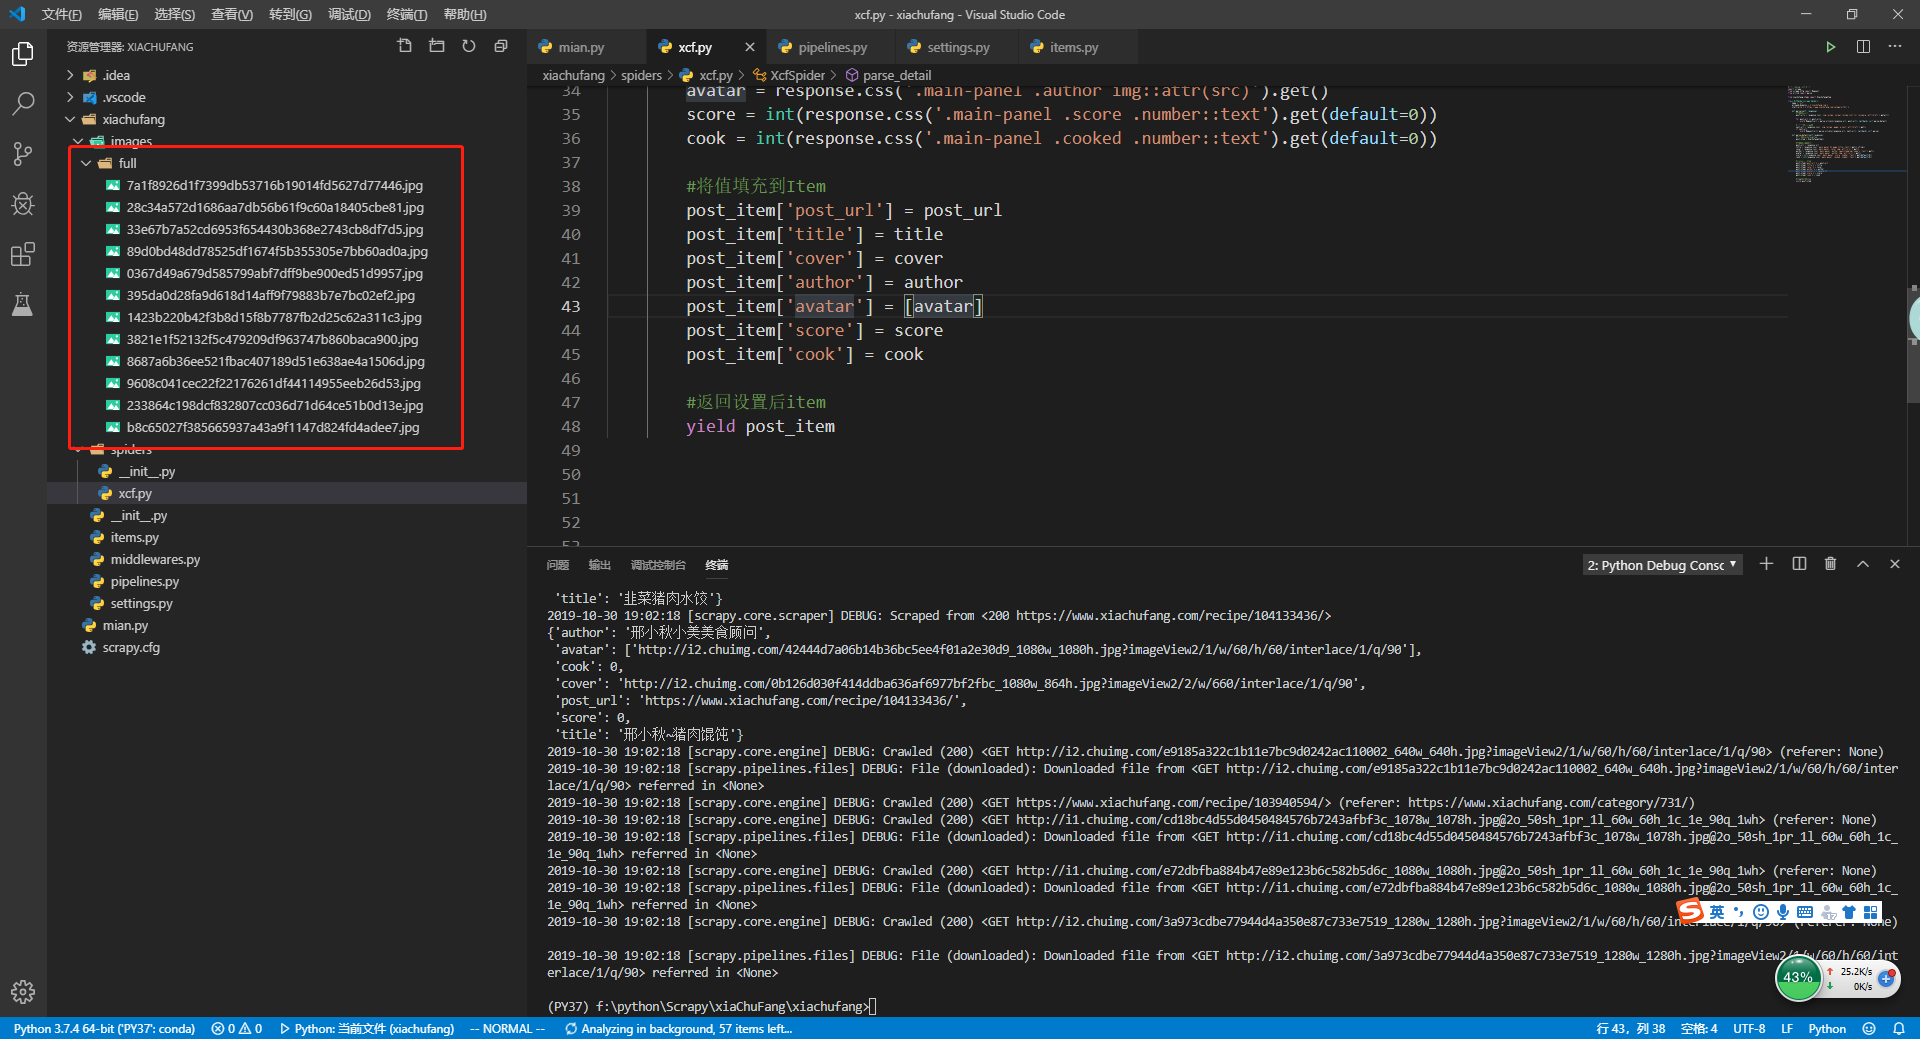 文件(F) 编辑(E) 选择(S) 查看(V) 转到(G) 调试(D) 终端(T) 帮助(H)
xcf.py - xiachufang - Visual Studio Code
资源管理器: XIACHUFANG
.idea
.vscode
xiachufang
images
full
7a1f8926d1f7399db53716b19014fd5627d77446.jpg
28c34a572d1686aa7db56b61f9c60a18405cbe81.jpg
33e67b7a52cd6953f654430b368e2743cb8df7d5.jpg
89d0bd48dd78525df1674f5b355305e7bb60ad0a.jpg
0367d49a679d585799abf7dff9be900ed51d9957.jpg
395da0d28fa9d618d14aff9f79883b7e7bc02ef2.jpg
1423b220b42f3b8d15f8b7787fb2d25c62a311c3.jpg
3821e1f52132f5c479209df963747b860baca900.jpg
8687a6b36ee521fbac407189d51e638ae4a1506d.jpg
9608c041cec22f22176261df44114955eeb26d53.jpg
233864c198dcf832807cc036d71d64ce51b0d13e.jpg
b8c65027f385665937a43a9f1147d824fd4adee7.jpg
spiders
__init__.py
xcf.py
__init__.py
items.py
middlewares.py
pipelines.py
settings.py
mian.py
scrapy.cfg
mian.py xcf.py pipelines.py settings.py items.py
xiachufang > spiders > xcf.py > XcfSpider > parse_detail
34 avatar = response.css('.main-panel .author img::attr(src)').get()
35 score = int(response.css('.main-panel .score .number::text').get(default=0))
36 cook = int(response.css('.main-panel .cooked .number::text').get(default=0))
37
38 #将值填充到Item
39 post_item['post_url'] = post_url
40 post_item['title'] = title
41 post_item['cover'] = cover
42 post_item['author'] = author
43 post_item['avatar'] = [avatar]
44 post_item['score'] = score
45 post_item['cook'] = cook
46
47 #返回设置后item
48 yield post_item
49
50
51
52
53
问题 输出 调试控制台 终端
2: Python Debug Consc
'title': '韭菜猪肉水饺'}
2019-10-30 19:02:18 [scrapy.core.scraper] DEBUG: Scraped from <200 https://www.xiachufang.com/recipe/104133436/>
{'author': '邢小秋小美美食顾问',
'avatar': ['http://i2.chuimg.com/42444d7a06b14b36bc5ee4f01a2e30d9_1080w_1080h.jpg?imageView2/1/w/60/h/60/interlace/1/q/90'],
'cook': 0,
'cover': 'http://i2.chuimg.com/0b126d030f414ddba636af6977bf2fbc_1080w_864h.jpg?imageView2/2/w/660/interlace/1/q/90',
'post_url': 'https://www.xiachufang.com/recipe/104133436/',
'score': 0,
'title': '邢小秋~猪肉馄饨'}
2019-10-30 19:02:18 [scrapy.core.engine] DEBUG: Crawled (200) <GET http://i2.chuimg.com/e9185a322c1b11e7bc9d0242ac110002_640w_640h.jpg?imageView2/1/w/60/h/60/interlace/1/q/90> (referer: None)
2019-10-30 19:02:18 [scrapy.pipelines.files] DEBUG: File (downloaded): Downloaded file from <GET http://i2.chuimg.com/e9185a322c1b11e7bc9d0242ac110002_640w_640h.jpg?imageView2/1/w/60/h/60/inter
lace/1/q/90> referred in <None>
2019-10-30 19:02:18 [scrapy.core.engine] DEBUG: Crawled (200) <GET https://www.xiachufang.com/recipe/103940594/> (referer: https://www.xiachufang.com/category/731/)
2019-10-30 19:02:18 [scrapy.core.engine] DEBUG: Crawled (200) <GET http://i1.chuimg.com/cd18bc4d55d0450484576b7243afbf3c_1078w_1078h.jpg@2o_50sh_1pr_1l_60w_60h_1c_1e_90q_1wh> (referer: None)
2019-10-30 19:02:18 [scrapy.pipelines.files] DEBUG: File (downloaded): Downloaded file from <GET http://i1.chuimg.com/cd18bc4d55d0450484576b7243afbf3c_1078w_1078h.jpg@2o_50sh_1pr_1l_60w_60h_1c_
1e_90q_1wh> referred in <None>
2019-10-30 19:02:18 [scrapy.core.engine] DEBUG: Crawled (200) <GET http://i1.chuimg.com/e72dbfba884b47e89e123b6c582b5d6c_1080w_1080h.jpg@2o_50sh_1pr_1l_60w_60h_1c_1e_90q_1wh> (referer: None)
2019-10-30 19:02:18 [scrapy.pipelines.files] DEBUG: File (downloaded): Downloaded file from <GET http://i1.chuimg.com/e72dbfba884b47e89e123b6c582b5d6c_1080w_1080h.jpg@2o_50sh_1pr_1l_60w_60h_1c_
1e_90q_1wh> referred in <None>
2019-10-30 19:02:18 [scrapy.core.engine] DEBUG: Crawled (200) <GET http://i2.chuimg.com/3a973cdbe77944d4a350e87c733e7519_1280w_1280h.jpg?imageView2/1/w/60/h/60/interlace/1/q/90> (referer: None)
英
2019-10-30 19:02:18 [scrapy.pipelines.files] DEBUG: File (downloaded): Downloaded file from <GET http://i2.chuimg.com/3a973cdbe77944d4a350e87c733e7519_1280w_1280h.jpg?imageView2/1/w/60/h/60/int
erlace/1/q/90> referred in <None>
43% 25.2K/s
0K/s
(PY37) f:\python\Scrapy\xiaChuFang\xiachufang>
Python 3.7.4 64-bit ('PY37': conda) 0 0 Python: 当前文件 (xiachufang) -- NORMAL -- Analyzing in background, 57 items left... 行 43, 列 38 空格: 4 UTF-8 LF Python